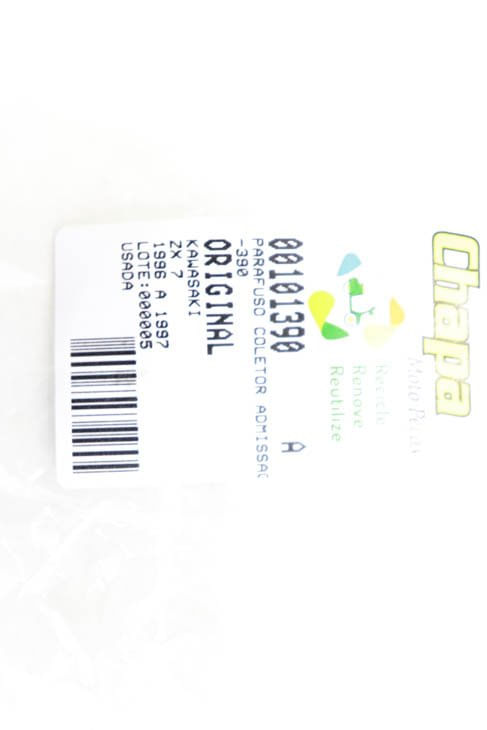 Chapa
Moto Peças
Recicle
Renove
Reutilize
00101390 A
PARAFUSO COLETOR ADMISSAO
-390
ORIGINAL
KAWASAKI
ZX 7
1996 A 1997
LOTE:000005
USADA